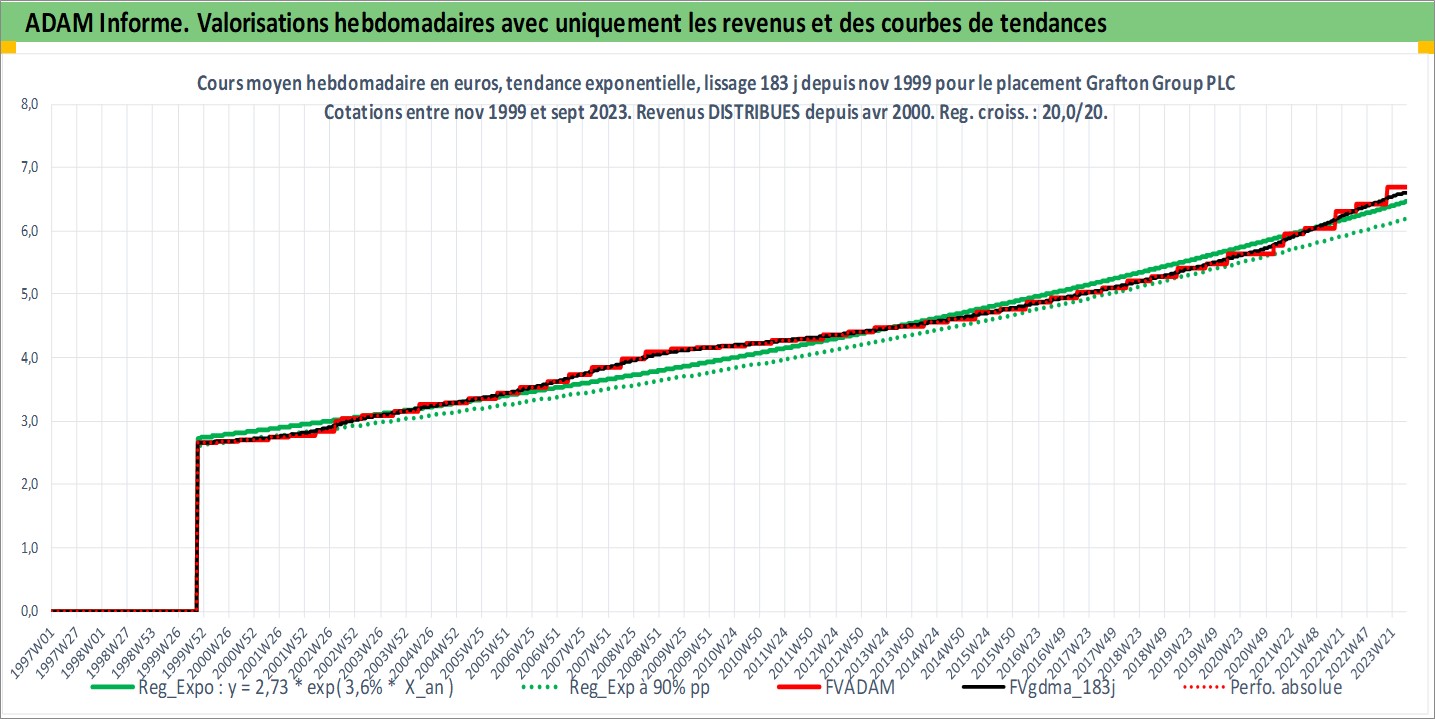 ADAM Informe. Valorisations hebdomadaires avec uniquement les revenus et des courbes de tendances
Cours moyen hebdomadaire en euros, tendance exponentielle, lissage 183 j depuis nov 1999 pour le placement Grafton Group PLC
Cotations entre nov 1999 et sept 2023. Revenus DISTRIBUES depuis avr 2000. Reg. croiss. : 20,0/20.
8,0
7,0
6,0
5,0
4,0
3,0
2,0
1,0
0,0
1997W01
1997W27
1998W01
1998W27
1998W53
1999W26
1999W52
2000W26
2000W52
2001W26
2001W52
2002W26
2002W52
2003W26
2003W52
2004W26
2004W52
2005W25
2005W51
2006W25
2006W51
2007W25
2007W51
2008W25
2008W51
2009W25
2009W51
2010W24
2010W50
2011W24
2011W50
2012W24
2012W50
2013W24
2013W50
2014W24
2014W50
2015W24
2015W50
2016W23
2016W49
2017W23
2017W49
2018W23
2018W49
2019W23
2019W49
2020W23
2020W49
2021W22
2021W48
2022W21
2022W47
2023W21
Reg_Expo : y = 2,73 * exp( 3,6% * X_an )
Reg_Exp à 90% pp
FVADAM
FVgdma_183j
Perfo. absolue